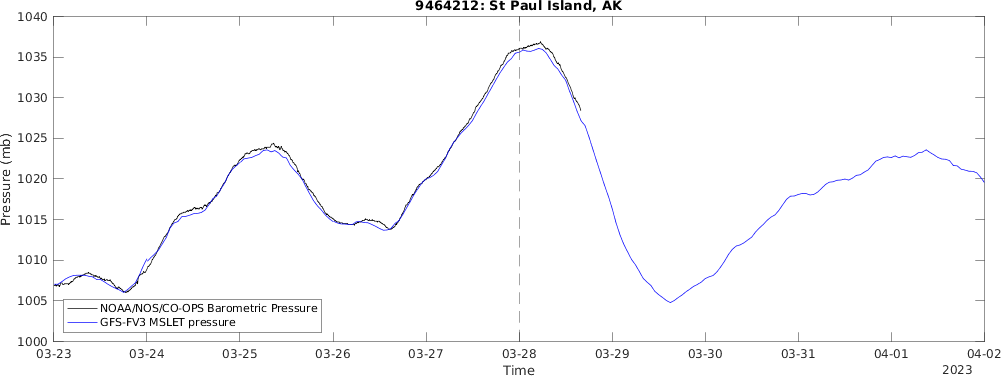 9464212: St Paul Island, AK
1040
1035
1030
1025
1020
1015
1010
1005
1000
Pressure (mb)
NOAA/NOS/CO-OPS Barometric Pressure
GFS-FV3 MSLET pressure
03-23 03-24 03-25 03-26 03-27 03-28 03-29 03-30 03-31 04-01 04-02
Time
2023